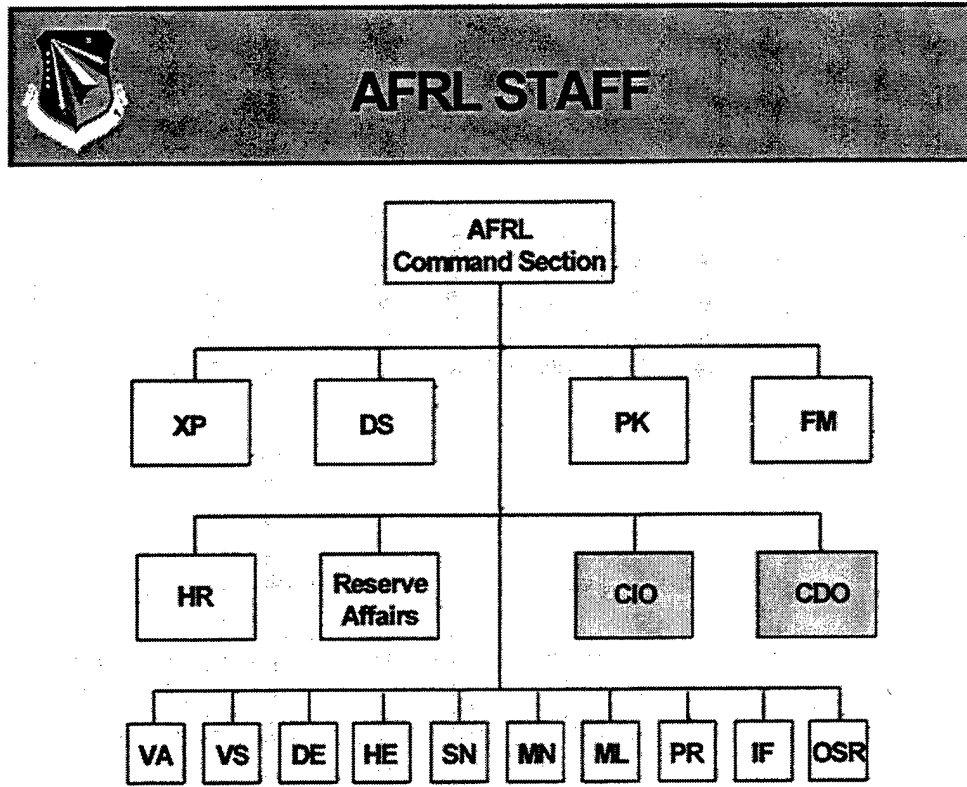 AFRL STAFF
AFRL
Command Section
XP
DS
PK
FM
HR
Reserve
Affairs
CIO
CDO
VA
VS
DE
HE
SN
MN
ML
PR
IF
OSR